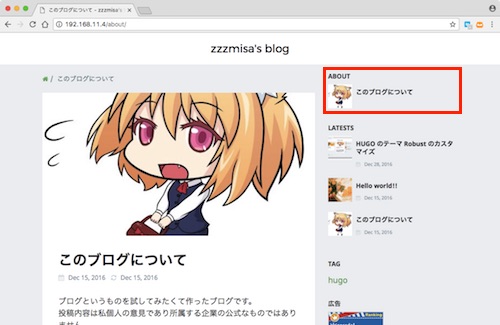 このブログについて - zzzmisa's
192.168.11.4/about/
zzzmisa's blog
/ このブログについて
このブログについて
Dec 15, 2016 Dec 15, 2016
ブログというものを試してみたくて作ったブログです。
投稿内容は私個人の意見であり所属する企業の公式なものではあり
ません
ABOUT
このブログについて
LATESTS
HUGO のテーマ Robust のカスタ
マイズ
Dec 28, 2016
Hello world!!
Dec 15, 2016
このブログについて
Dec 15, 2016
TAG
hugo
広告
Ranking